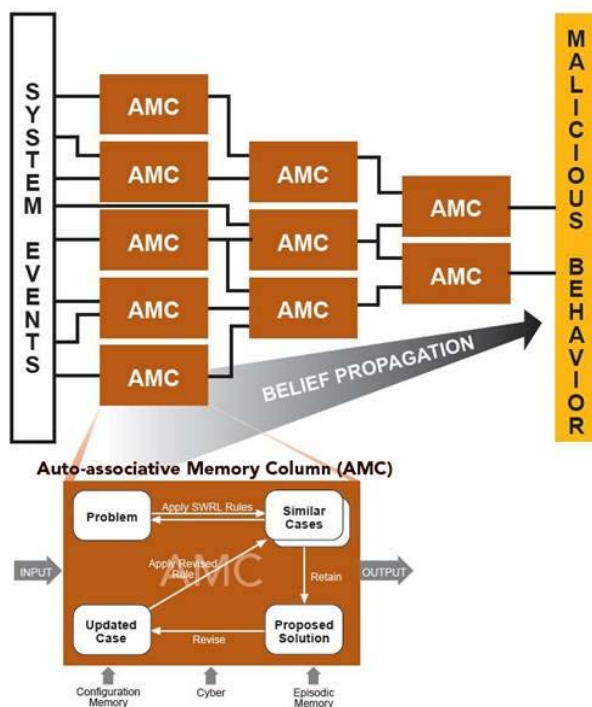 SYSTEM EVENTS
AMC
AMC
AMC
AMC
AMC
AMC
AMC
AMC
AMC
AMC
MALICIOUS BEHAVIOR
BELIEF PROPAGATION
Auto-associative Memory Column (AMC)
Problem
Apply SWRL Rules
Similar
Cases
AMC
INPUT
Apply Revised
Rule
OUTPUT
Retain
Updated
Case
Revise
Proposed
Solution
Configuration
Memory
Cyber
Episodic
Memory